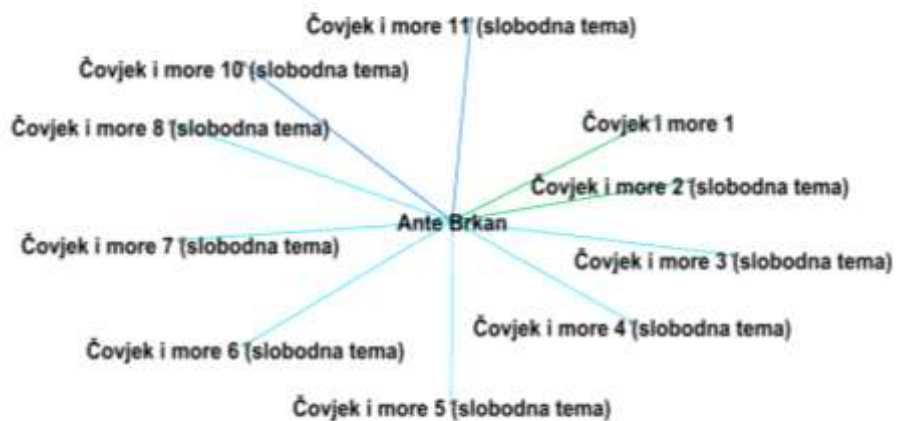 Čovjek i more 11 (slobodna tema)
Čovjek i more 10 (slobodna tema)
Čovjek i more 8 (slobodna tema)
Čovjek i more 1
Čovjek i more 2 (slobodna tema)
Ante Brkan
Čovjek i more 7 (slobodna tema)
Čovjek i more 3 (slobodna tema)
Čovjek i more 4 (slobodna tema)
Čovjek i more 6 (slobodna tema)
Čovjek i more 5 (slobodna tema)